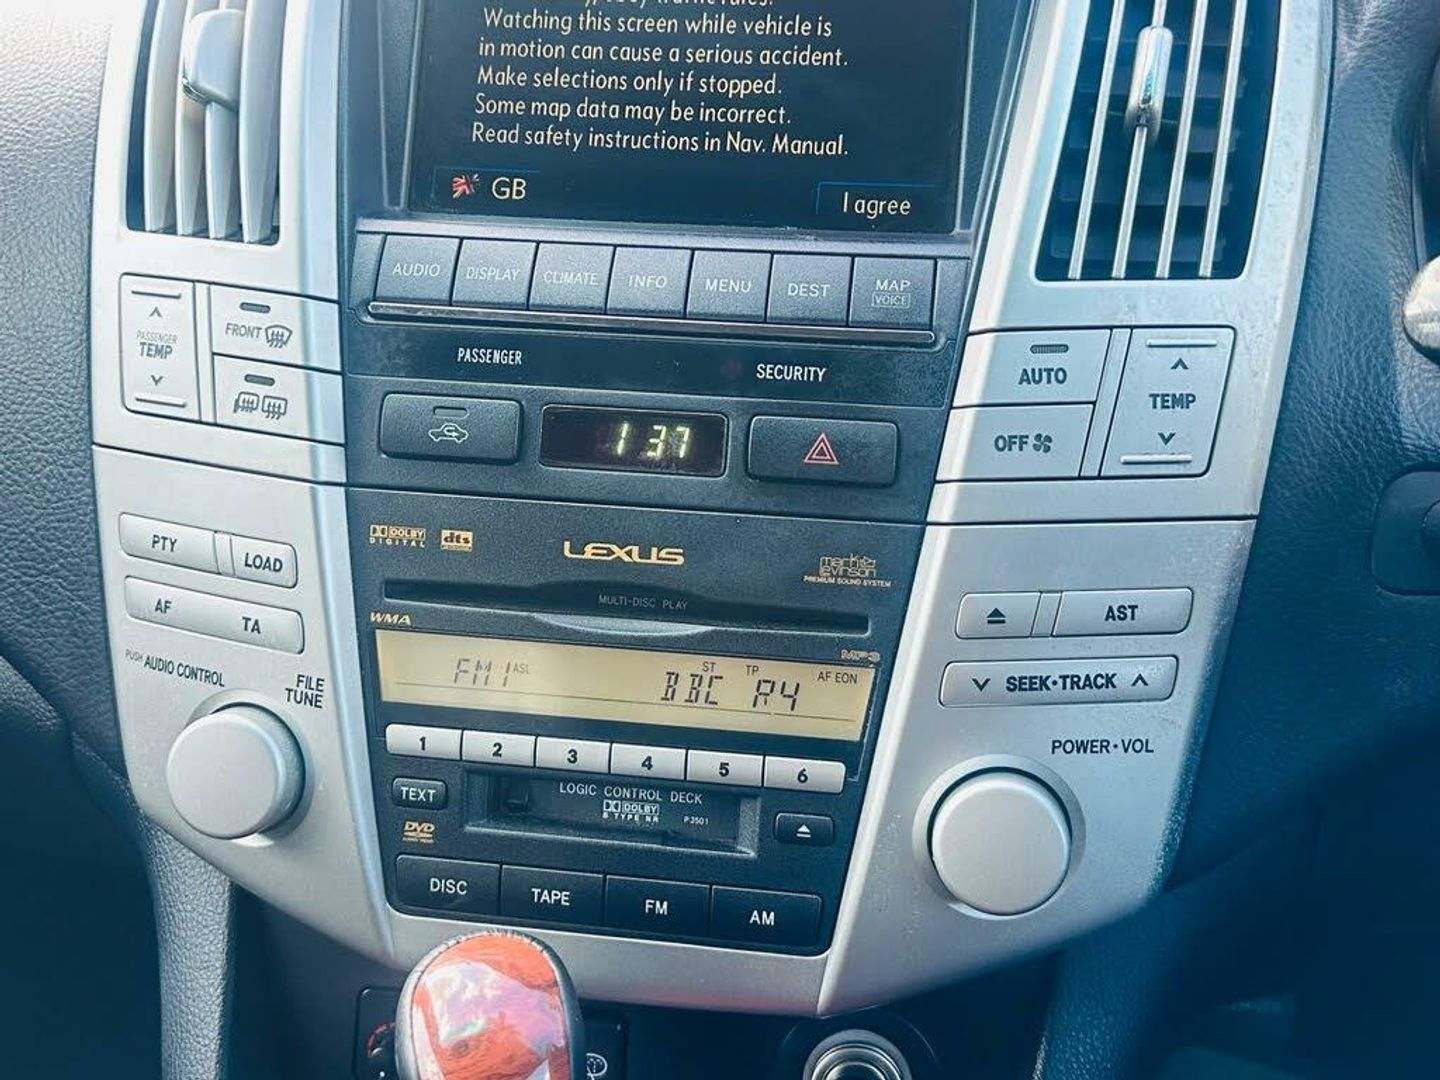 traffic rules.
Watching this screen while vehicle is
in motion can cause a serious accident.
Make selections only if stopped.
Some map data may be incorrect.
Read safety instructions in Nav. Manual.
GB
I agree
AUDIO
DISPLAY
CLIMATE
INFO
MENU
DEST
MAP
VOICE
PASSENGER
TEMP
FRONT
PASSENGER
SECURITY
AUTO
OFF
TEMP
1 37
DOLBY
DIGITAL
dts
LEXUS
mark
levinson
PREMIUM SOUND SYSTEM
MULTI-DISC PLAY
PTY
LOAD
AF
TA
AST
WMA
MP3
PUSH AUDIO CONTROL
FILE
TUNE
FM1
ASL
ST
TP
AF EON
BBC R4
SEEK•TRACK
POWER•VOL
1
2
3
4
5
6
TEXT
LOGIC CONTROL DECK
DOLBY
B TYPE NR
P3501
DVD
DISC
TAPE
FM
AM